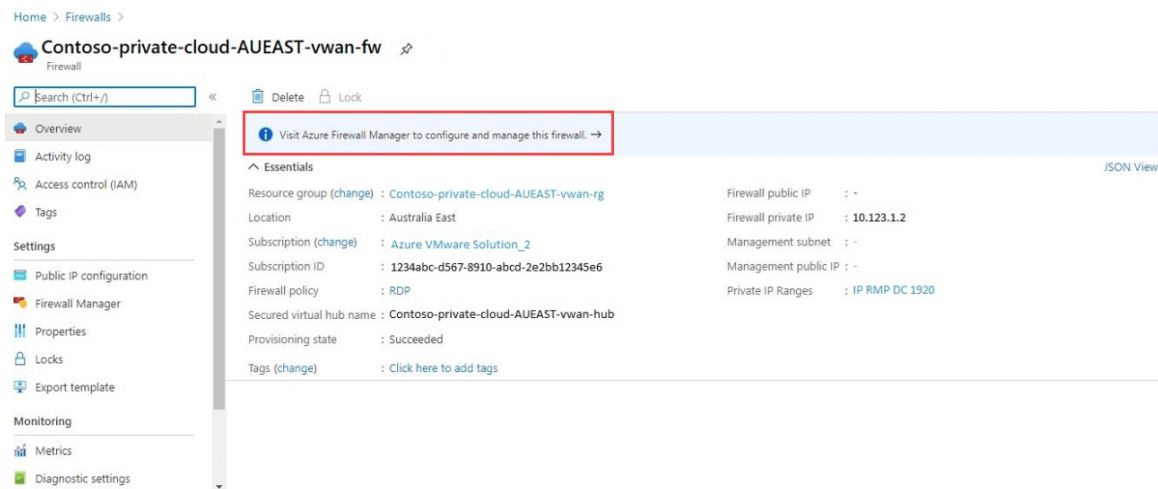 Home > Firewalls >
Contoso-private-cloud-AUEAST-vwan-fw
Firewall
Search (Ctrl+/)
«
Delete
Lock
Overview
Activity log
Access control (IAM)
Tags
Settings
Public IP configuration
Firewall Manager
Properties
Locks
Export template
Monitoring
Metrics
Diagnostic settings
Visit Azure Firewall Manager to configure and manage this firewall. →
Essentials
JSON View
Resource group (change) : Contoso-private-cloud-AUEAST-vwan-rg
Location : Australia East
Subscription (change) : Azure VMware Solution_2
Subscription ID : 1234abc-d567-8910-abcd-2e2bb12345e6
Firewall policy : RDP
Secured virtual hub name : Contoso-private-cloud-AUEAST-vwan-hub
Provisioning state : Succeeded
Tags (change) : Click here to add tags
Firewall public IP : -
Firewall private IP : 10.123.1.2
Management subnet : -
Management public IP : -
Private IP Ranges : IP RMP DC 1920